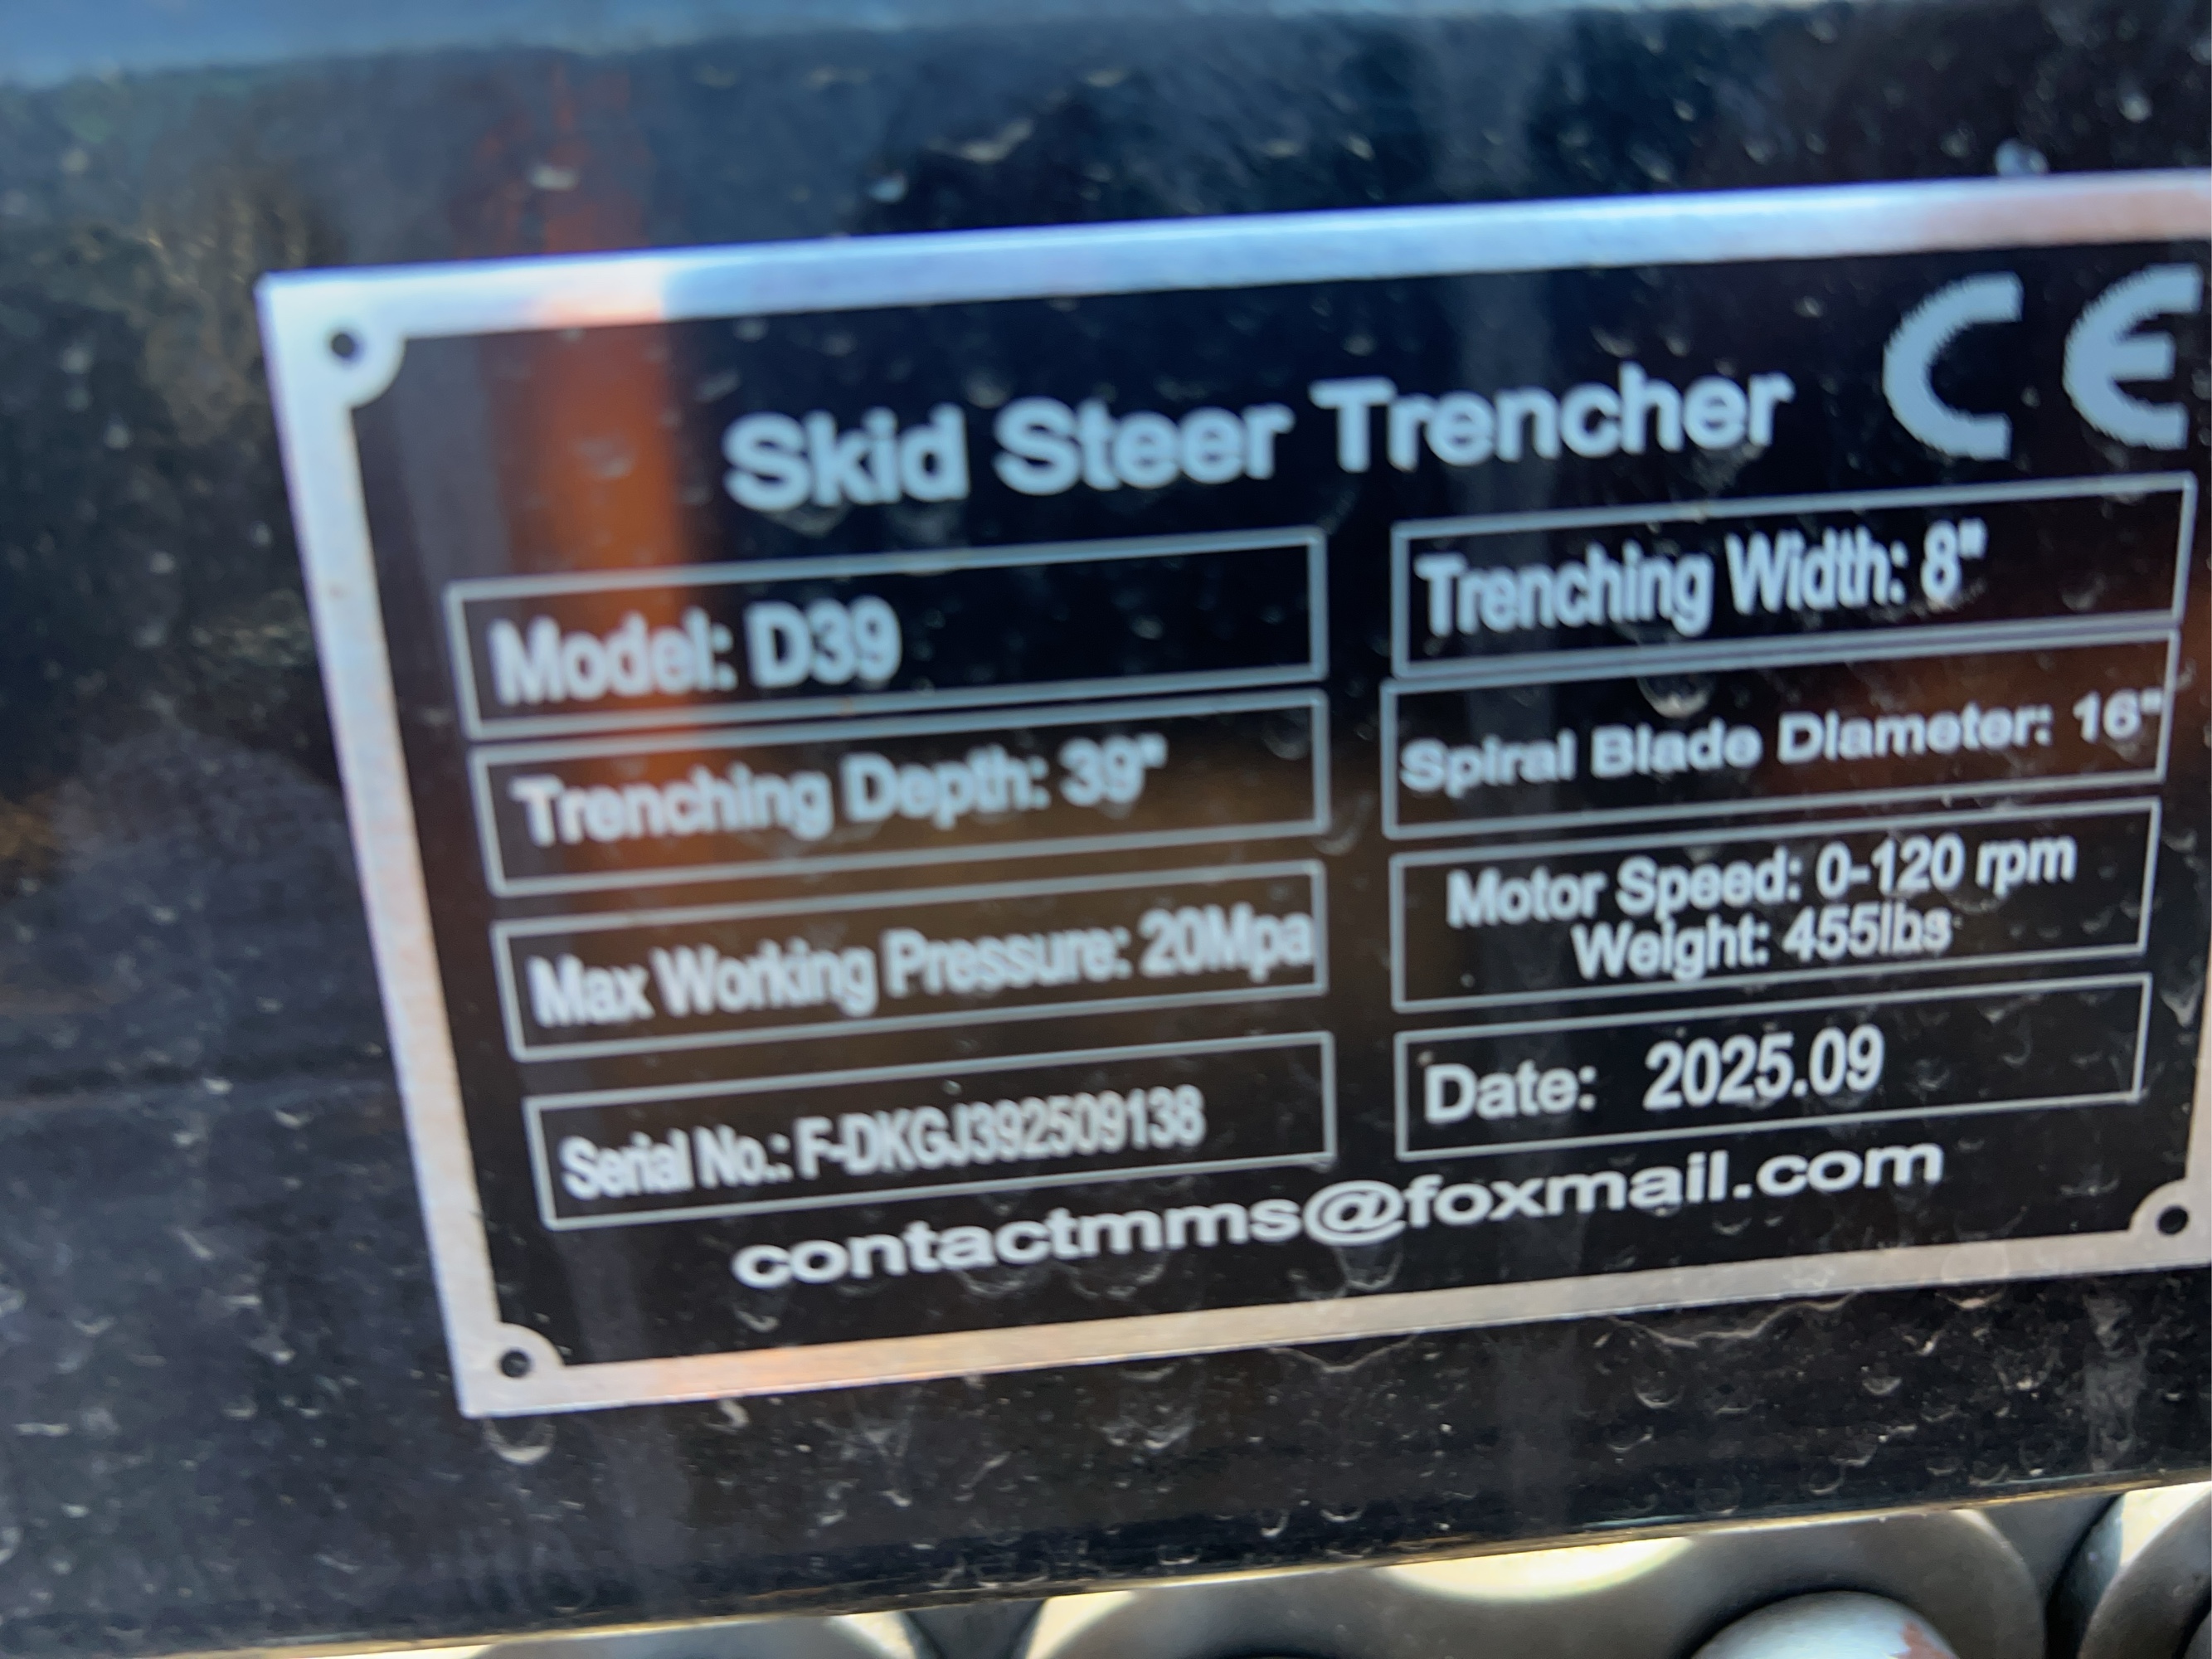 Skid Steer Trencher CE
Model: D39
Trenching Width: 8"
Trenching Depth: 39"
Spiral Blade Diameter: 16"
Max Working Pressure: 20Mpa
Motor Speed: 0-120 rpm
Weight: 455lbs
Serial No.: F-DKGJ392509138
Date: 2025.09
contactmms@foxmail.com